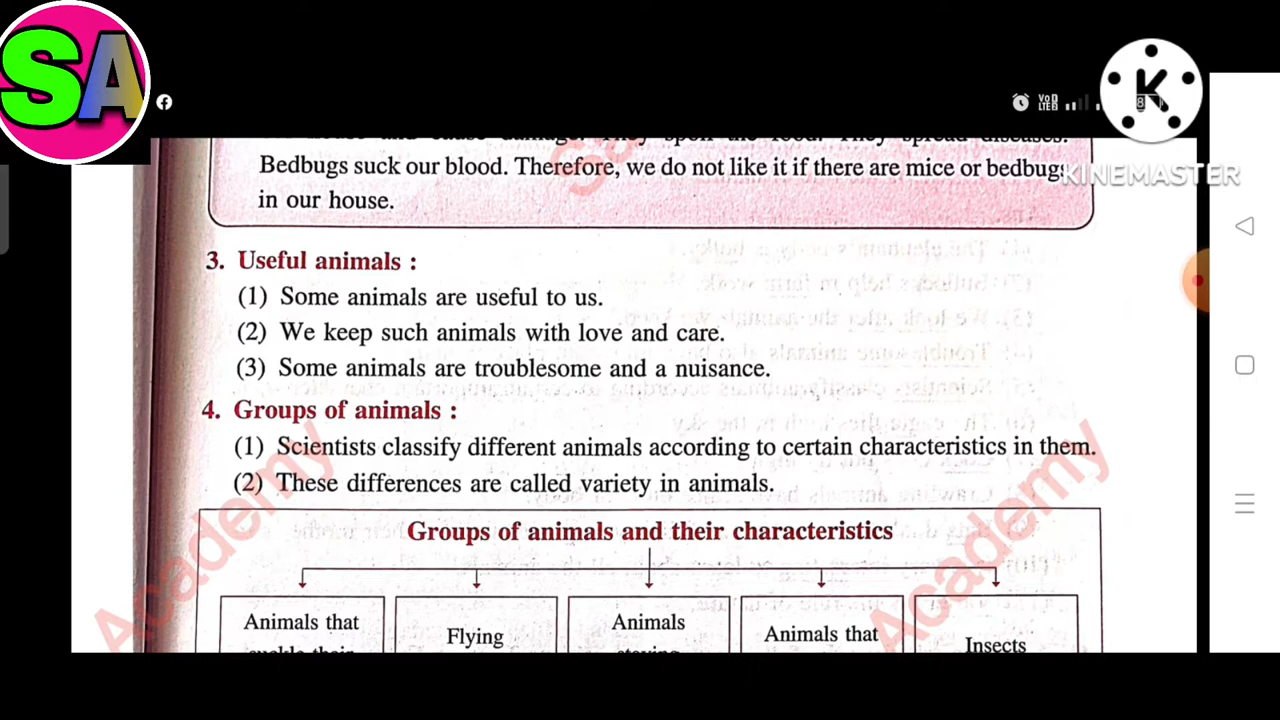 SA
K
KINEMASTER
Bedbugs suck our blood. Therefore, we do not like it if there are mice or bedbugs
in our house.
3. Useful animals :
(1) Some animals are useful to us.
(2) We keep such animals with love and care.
(3) Some animals are troublesome and a nuisance.
4. Groups of animals :
(1) Scientists classify different animals according to certain characteristics in them.
(2) These differences are called variety in animals.
Groups of animals and their characteristics
Animals that
Flying
Animals
Animals that
Insects
Academy
Academy